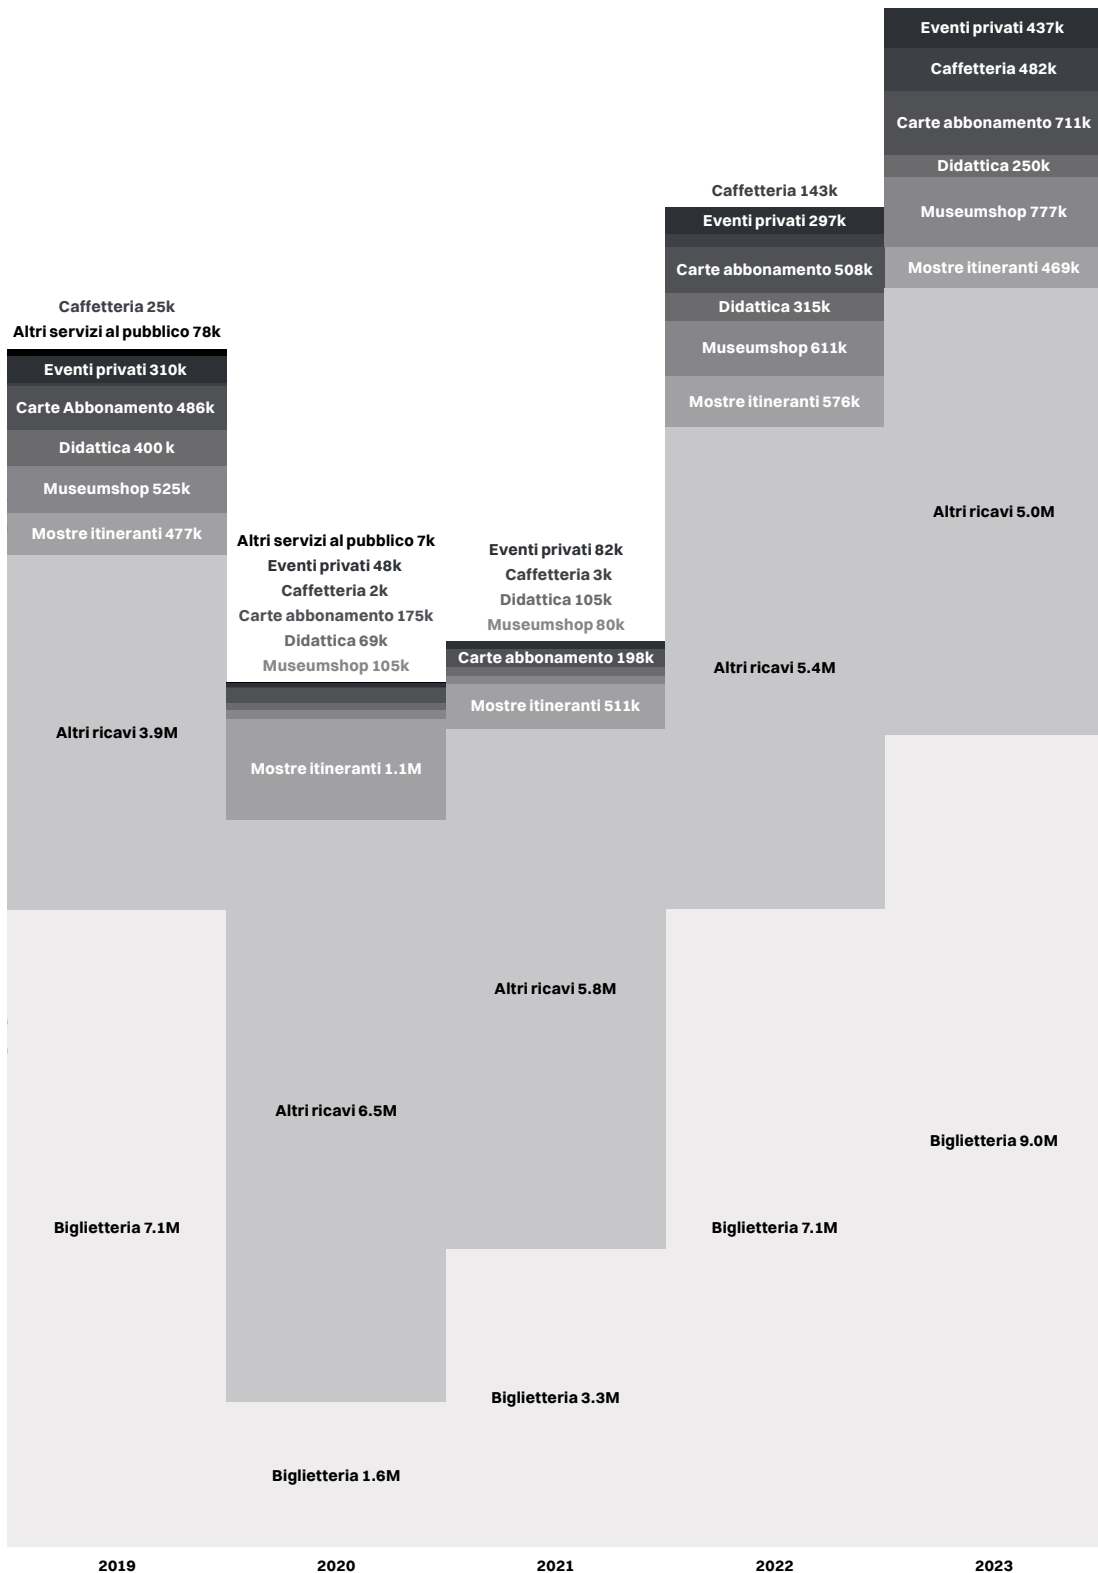 Caffetteria 25k
Altri servizi al pubblico 78k
Eventi privati 310k
Carte Abbonamento 486k
Didattica 400 k
Museumshop 525k
Mostre itineranti 477k
Altri ricavi 3.9M
Biglietteria 7.1M
2019
Altri servizi al pubblico 7k
Eventi privati 48k
Caffetteria 2k
Carte abbonamento 175k
Didattica 69k
Museumshop 105k
Mostre itineranti 1.1M
Altri ricavi 6.5M
Biglietteria 1.6M
2020
Eventi privati 82k
Caffetteria 3k
Didattica 105k
Museumshop 80k
Carte abbonamento 198k
Mostre itineranti 511k
Altri ricavi 5.8M
Biglietteria 3.3M
2021
Caffetteria 143k
Eventi privati 297k
Carte abbonamento 508k
Didattica 315k
Museumshop 611k
Mostre itineranti 576k
Altri ricavi 5.4M
Biglietteria 7.1M
2022
Eventi privati 437k
Caffetteria 482k
Carte abbonamento 711k
Didattica 250k
Museumshop 777k
Mostre itineranti 469k
Altri ricavi 5.0M
Biglietteria 9.0M
2023